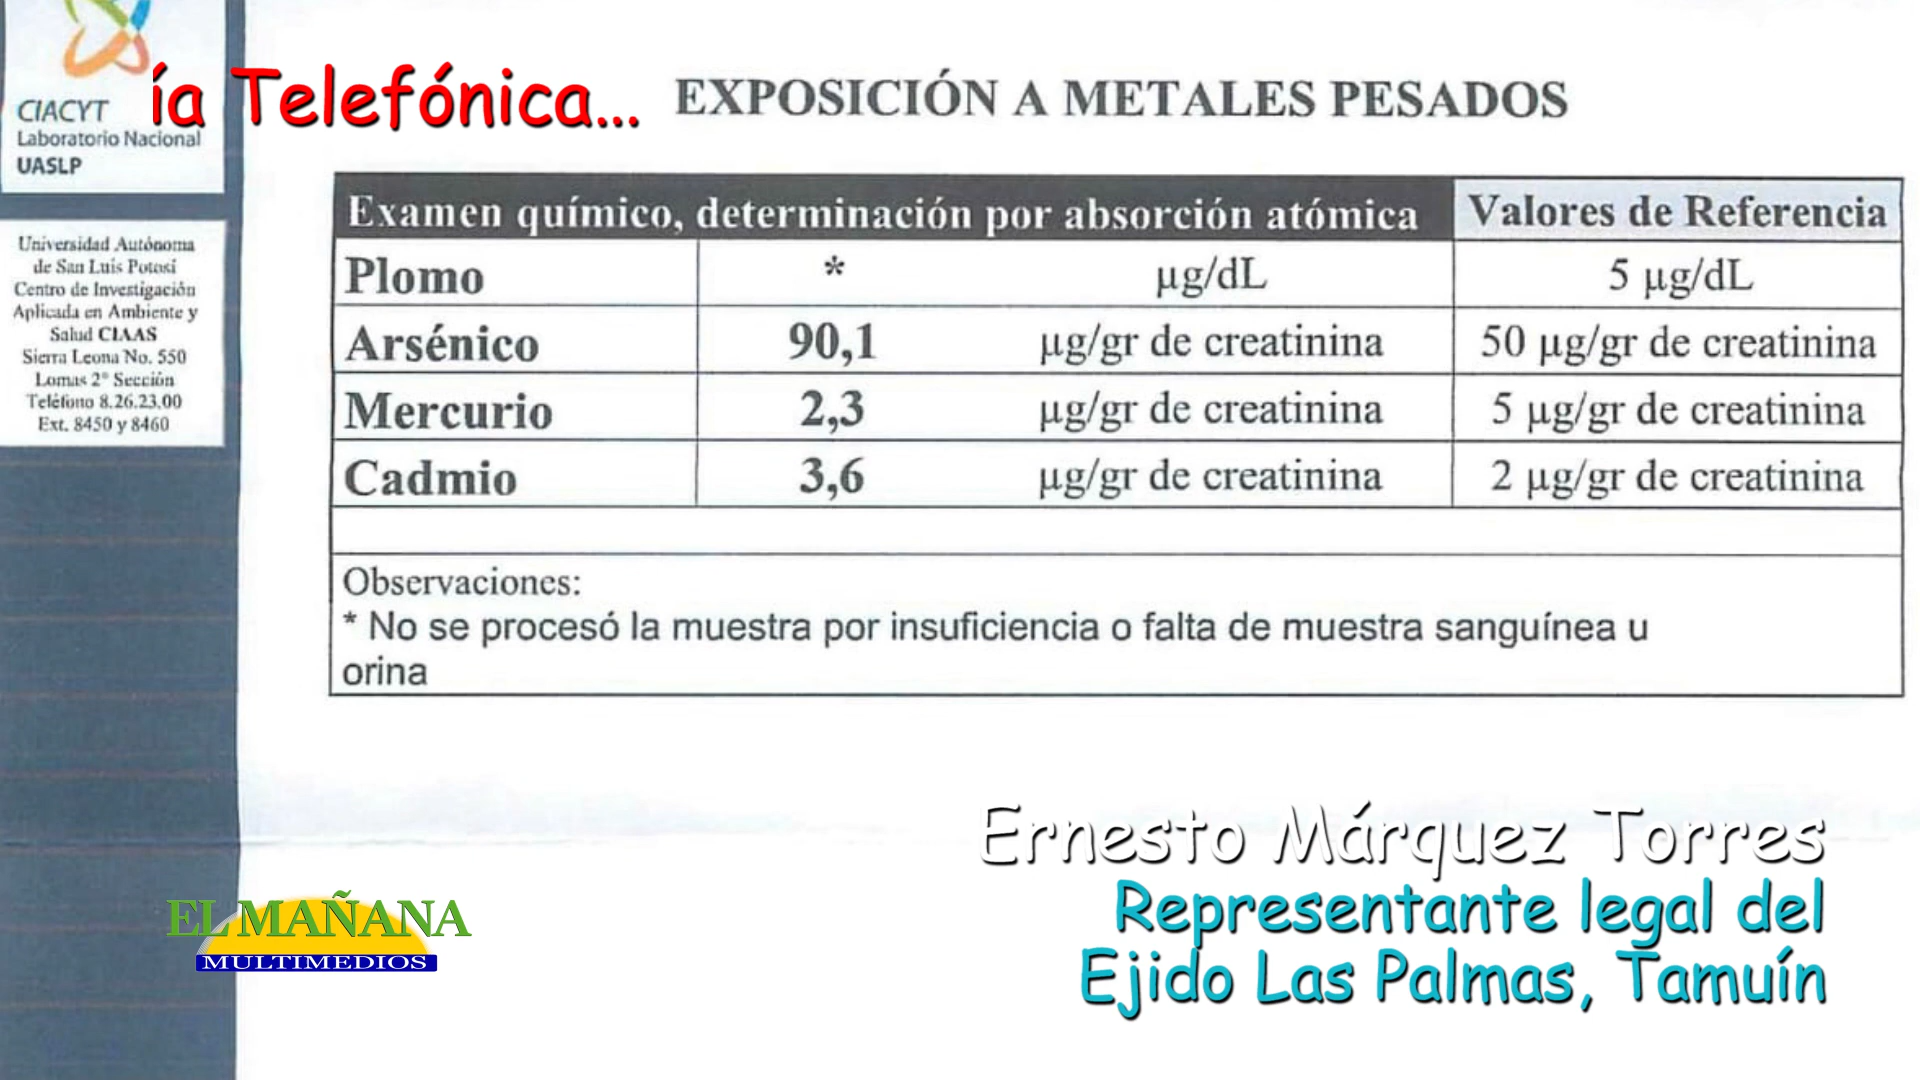 ía Telefónica...
EXPOSICIÓN A METALES PESADOS
CIACYT
Laboratorio Nacional
UASLP
Universidad Autónoma
de San Luis Potosí
Centro de Investigación
Aplicada en Ambiente y
Salud CIAAS
Sierra Leona No. 550
Lomas 2° Sección
Teléfono 8.26.23.00
Ext. 8450 y 8460
Examen químico, determinación por absorción atómica Valores de Referencia
Plomo * µg/dL 5 µg/dL
Arsénico 90,1 µg/gr de creatinina 50 µg/gr de creatinina
Mercurio 2,3 µg/gr de creatinina 5 µg/gr de creatinina
Cadmio 3,6 µg/gr de creatinina 2 µg/gr de creatinina
Observaciones:
* No se procesó la muestra por insuficiencia o falta de muestra sanguínea u
orina
Ernesto Márquez Torres
Representante legal del
Ejido Las Palmas, Tamuín
EL MAÑANA
MULTIMEDIOS